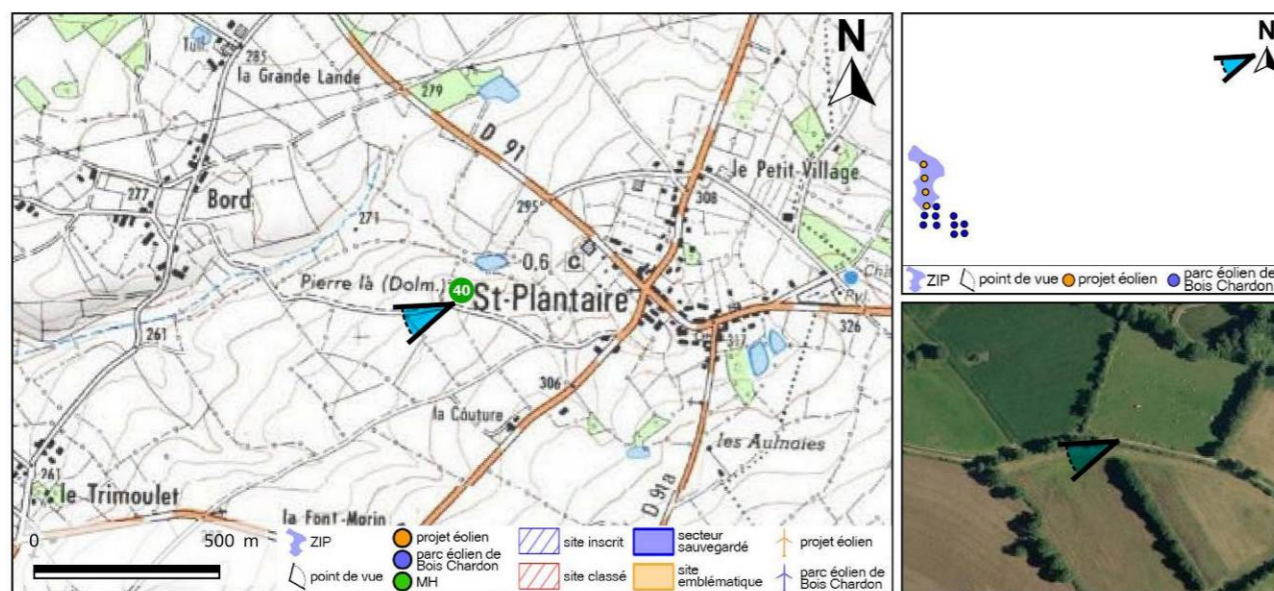 Tuil.
285
la Grande Lande
279
D 91
N
le Petit Village
277
Bord
271
295
308
0,6
C
Pierre là (Dolm.)
40
St-Plantaire
261
326
317
306
la Coûture
les Aulnaies
261
le Trimoulet
D 91a
la Font-Morin
0
500 m
ZIP
point de vue
projet éolien
parc éolien de
Bois Chardon
MH
site inscrit
site classé
secteur
sauvegardé
site
emblématique
projet éolien
parc éolien de
Bois Chardon
N
ZIP
point de vue
projet éolien
parc éolien de
Bois Chardon